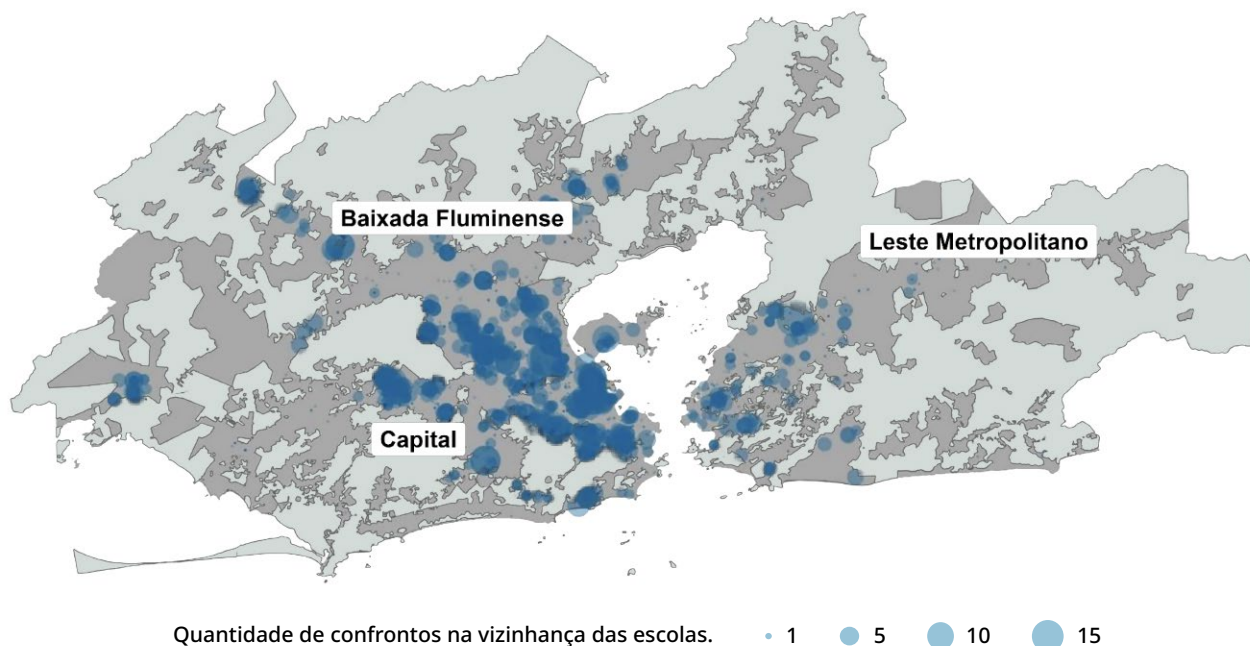 Baixada Fluminense
Leste Metropolitano
Capital
Quantidade de confrontos na vizinhança das escolas. 1 5 10 15